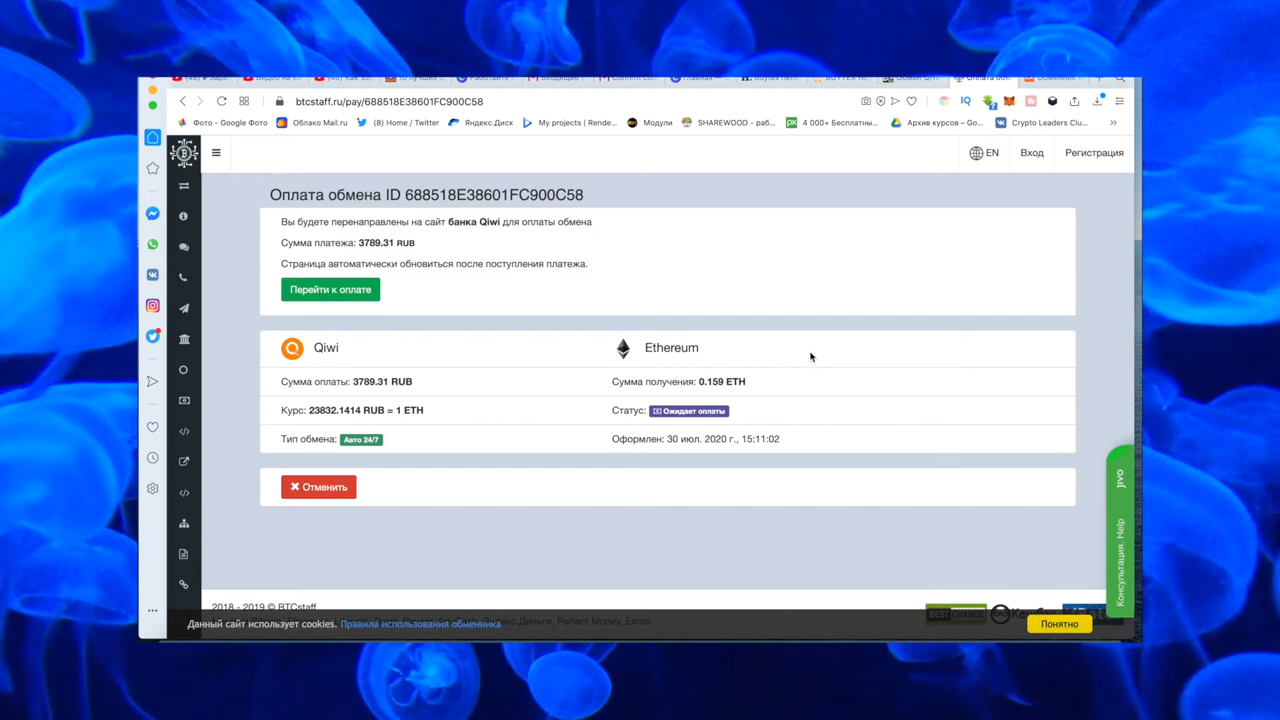 btcstaff.ru/pay/688518E38601FC900C58
Фото - Google Фото Облако Mail.ru (8) Home / Twitter Яндекс.Диск My projects | Rende... Модули SHAREWOOD - раб... 4 000+ Бесплатны... Архив курсов – Go... Crypto Leaders Clu...
EN Вход Регистрация
Оплата обмена ID 688518E38601FC900C58
Вы будете перенаправлены на сайт банка Qiwi для оплаты обмена
Сумма платежа: 3789.31 RUB
Страница автоматически обновиться после поступления платежа.
Перейти к оплате
Qiwi Ethereum
Сумма оплаты: 3789.31 RUB Сумма получения: 0.159 ETH
Курс: 23832.1414 RUB = 1 ETH Статус: Ожидает оплаты
Тип обмена: Авто 24/7 Оформлен: 30 июл. 2020 г., 15:11:02
Отменить
Консультация. Help jivo
2018 - 2019 © BTCstaff
Данный сайт использует cookies. Правила использования обменника
Яндекс.Деньги, Perfect Money, Exmo
Понятно